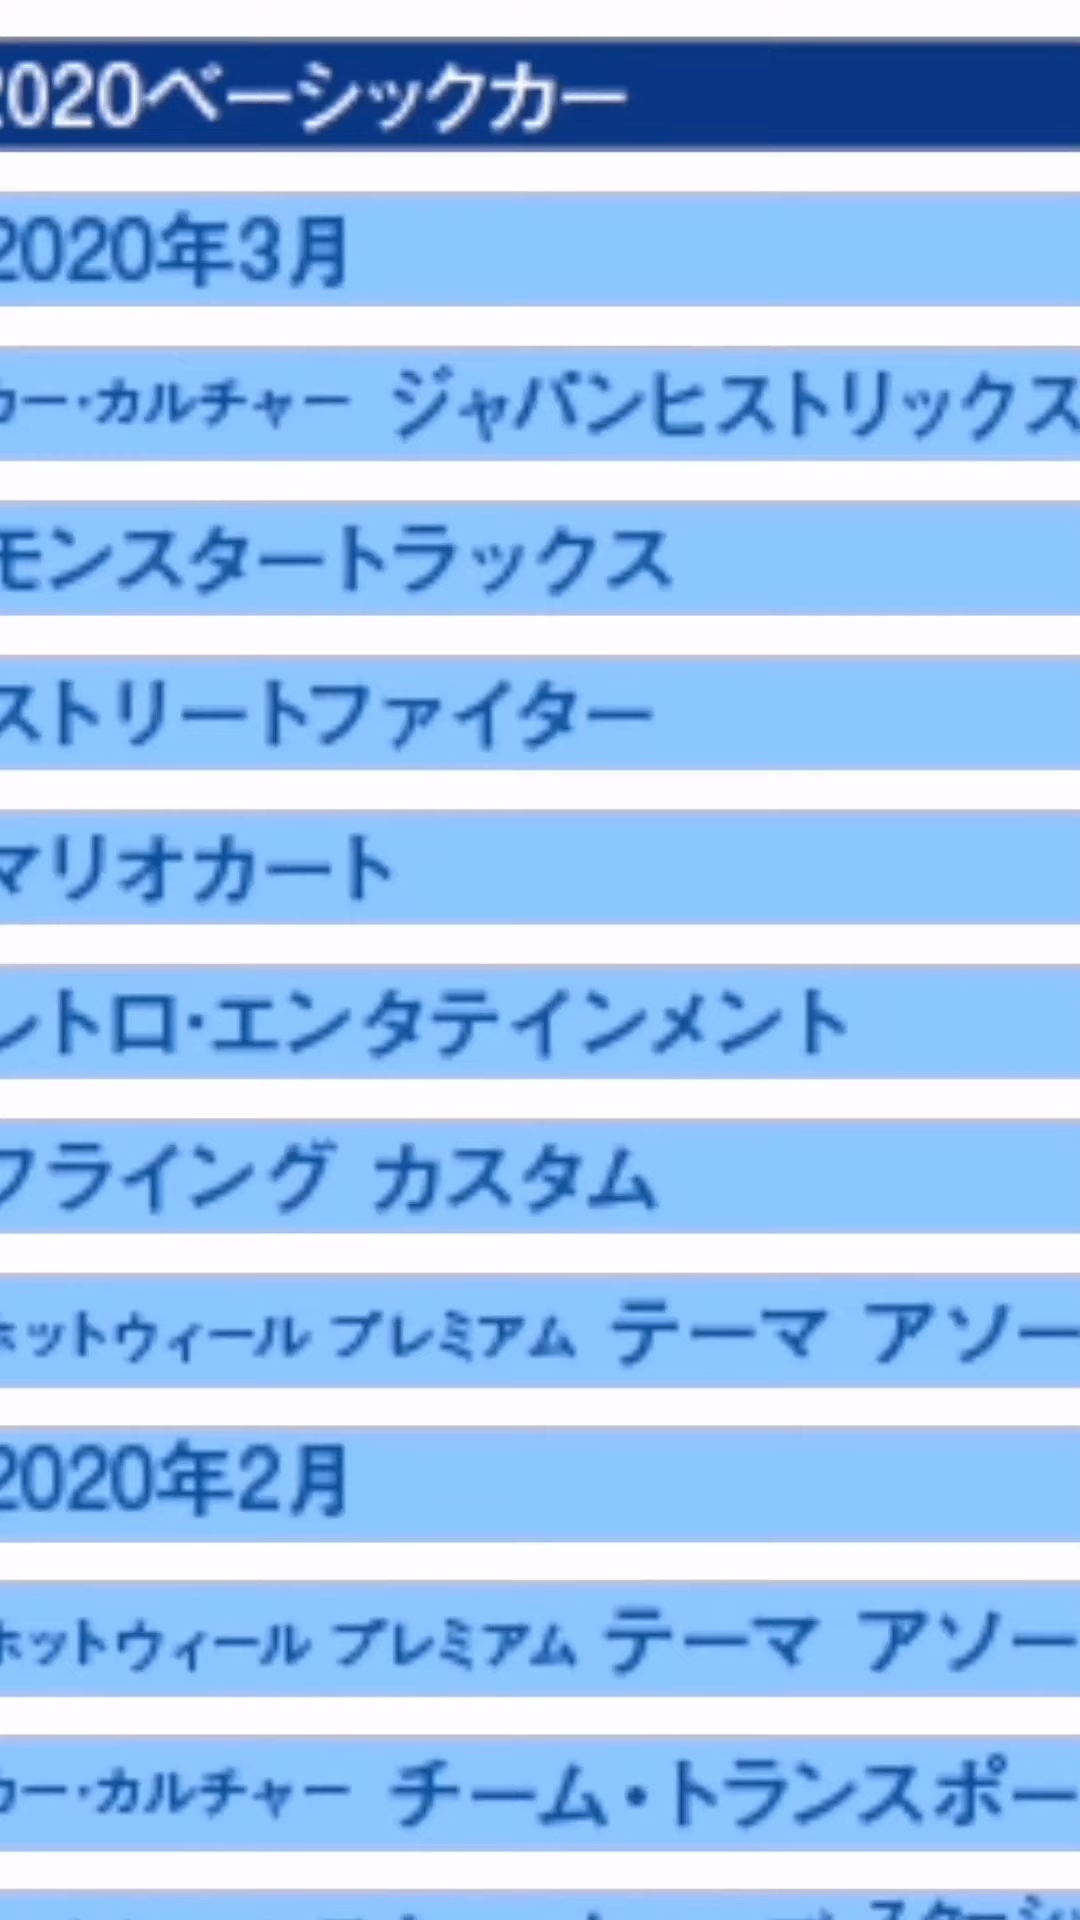 2020ベーシックカー
2020年3月
カー・カルチャー ジャパンヒストリックス
モンスタートラックス
ストリートファイター
マリオカート
レトロ・エンタテインメント
フライング カスタム
ホットウィール プレミアム テーマ アソー
2020年2月
ホットウィール プレミアム テーマ アソー
カー・カルチャー チーム・トランスポー